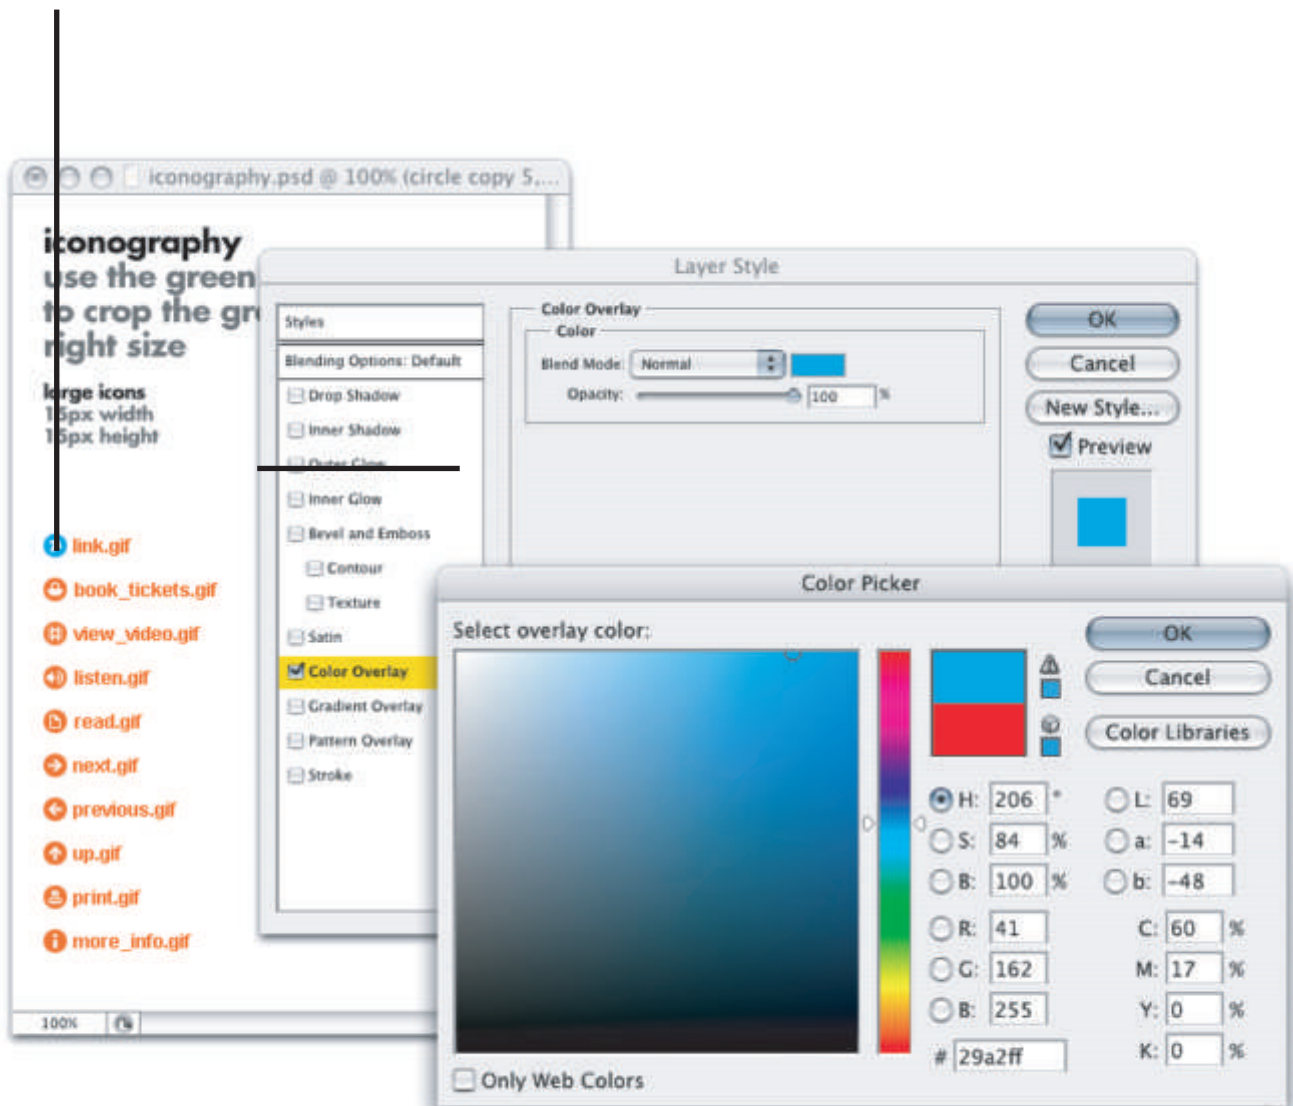 iconography.psd @ 100% (circle copy 5,...
iconography
use the green
to crop the gr
right size
large icons
15px width
15px height
link.gif
book_tickets.gif
view_video.gif
listen.gif
read.gif
next.gif
previous.gif
up.gif
print.gif
more_info.gif
100%
Layer Style
Styles
Blending Options: Default
Drop Shadow
Inner Shadow
Outer Glow
Inner Glow
Bevel and Emboss
Contour
Texture
Satin
Color Overlay
Gradient Overlay
Pattern Overlay
Stroke
Color Overlay
Color
Blend Mode: Normal
Opacity: 100 %
OK
Cancel
New Style...
Preview
Color Picker
Select overlay color:
OK
Cancel
Color Libraries
H: 206 ° L: 69
S: 84 % a: -14
B: 100 % b: -48
R: 41 C: 60 %
G: 162 M: 17 %
B: 255 Y: 0 %
# 29a2ff K: 0 %
Only Web Colors